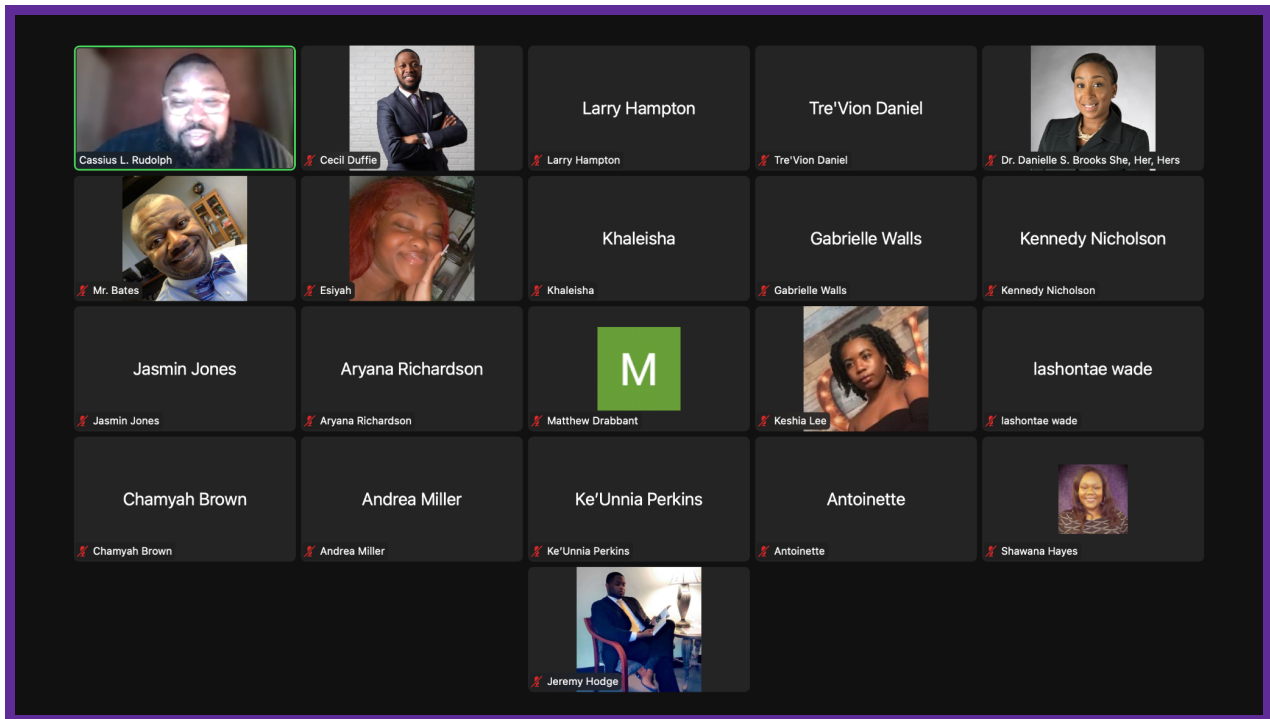 Cassius L. Rudolph
Cecil Duffie
Larry Hampton
Larry Hampton
Tre'Vion Daniel
Tre'Vion Daniel
Dr. Danielle S. Brooks She, Her, Hers
Mr. Bates
Esiyah
Khaleisha
Khaleisha
Gabrielle Walls
Gabrielle Walls
Kennedy Nicholson
Kennedy Nicholson
Jasmin Jones
Jasmin Jones
Aryana Richardson
Aryana Richardson
M
Matthew Drabbant
Keshia Lee
lashontae wade
lashontae wade
Chamyah Brown
Chamyah Brown
Andrea Miller
Andrea Miller
Ke’Unnia Perkins
Ke’Unnia Perkins
Antoinette
Antoinette
Shawana Hayes
Jeremy Hodge